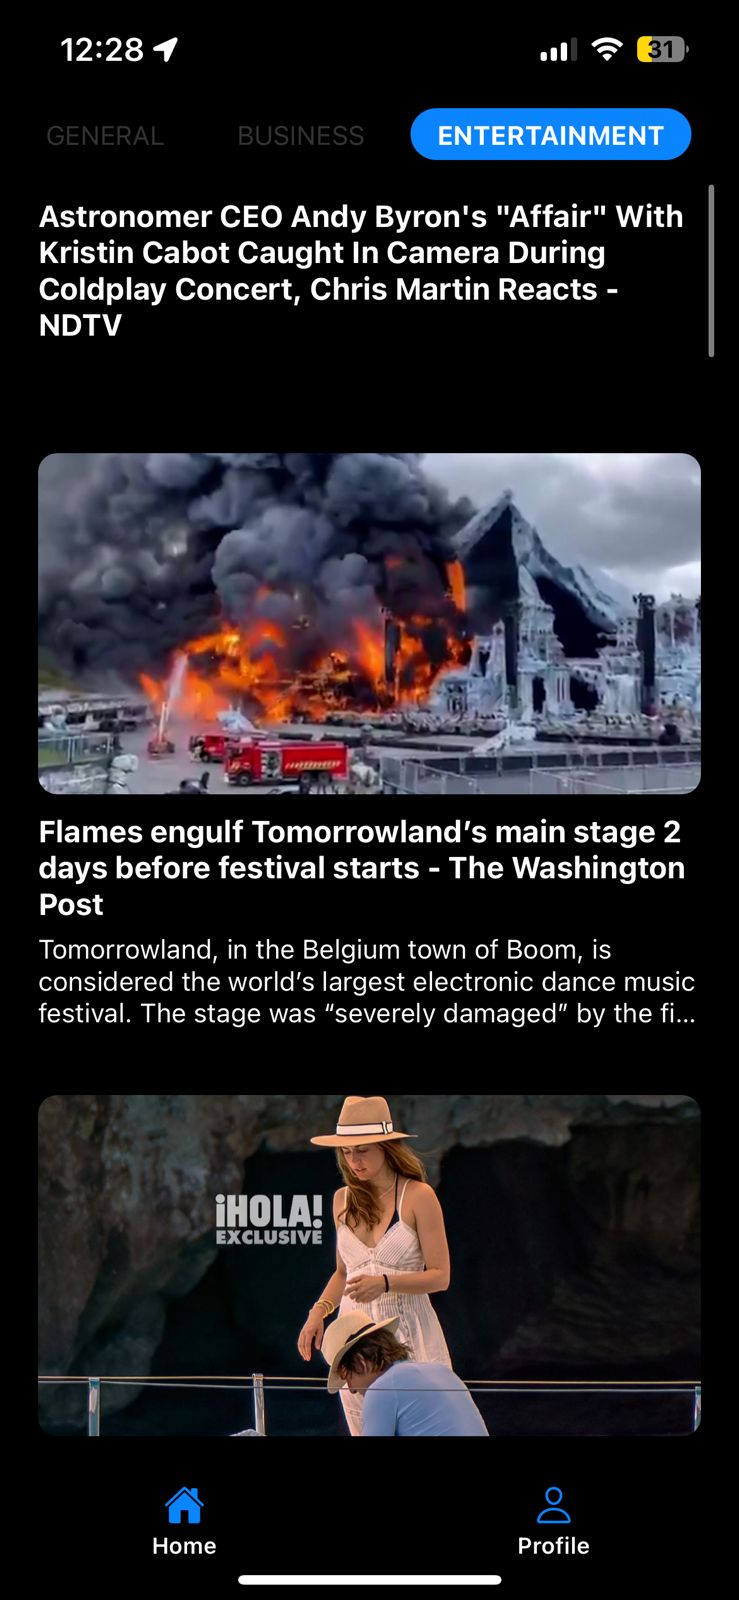 12:28
31
GENERAL BUSINESS ENTERTAINMENT
Astronomer CEO Andy Byron's "Affair" With
Kristin Cabot Caught In Camera During
Coldplay Concert, Chris Martin Reacts -
NDTV
Flames engulf Tomorrowland’s main stage 2
days before festival starts - The Washington
Post
Tomorrowland, in the Belgium town of Boom, is
considered the world’s largest electronic dance music
festival. The stage was “severely damaged” by the fi...
¡HOLA!
EXCLUSIVE
Home Profile